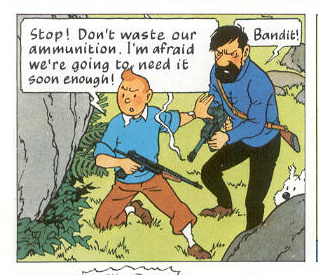 Stop! Don't waste our
ammunition. I'm afraid
we're going to need it
soon enough!
Bandit!